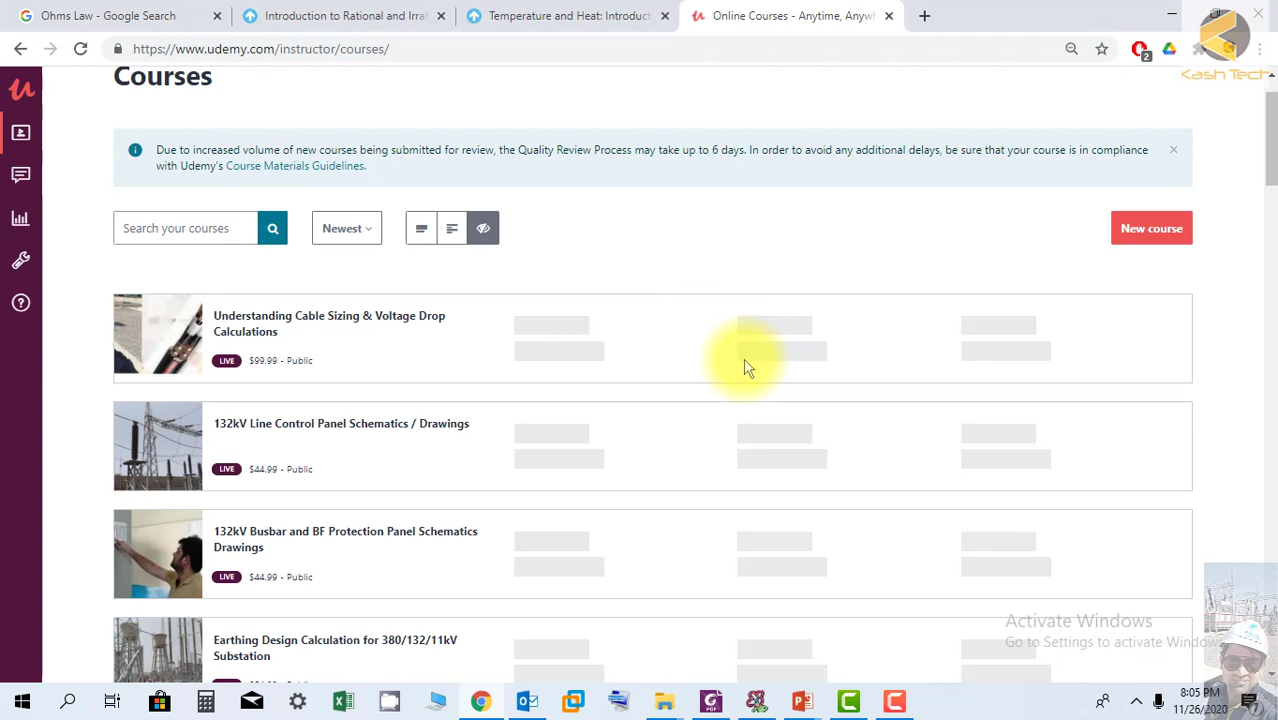 Ohms Law - Google Search
Introduction to Rational and Irrat
Temperature and Heat: Introduct
Online Courses - Anytime, Anywh
https://www.udemy.com/instructor/courses/
2
Kash Tech
Courses
Due to increased volume of new courses being submitted for review, the Quality Review Process may take up to 6 days. In order to avoid any additional delays, be sure that your course is in compliance
with Udemy's Course Materials Guidelines.
Search your courses
Newest
New course
Understanding Cable Sizing & Voltage Drop
Calculations
LIVE $99.99 - Public
132kV Line Control Panel Schematics / Drawings
LIVE $44.99 - Public
132kV Busbar and BF Protection Panel Schematics
Drawings
LIVE $44.99 - Public
Earthing Design Calculation for 380/132/11kV
Substation
Activate Windows
Go to Settings to activate Windows
8:05 PM
11/26/2020